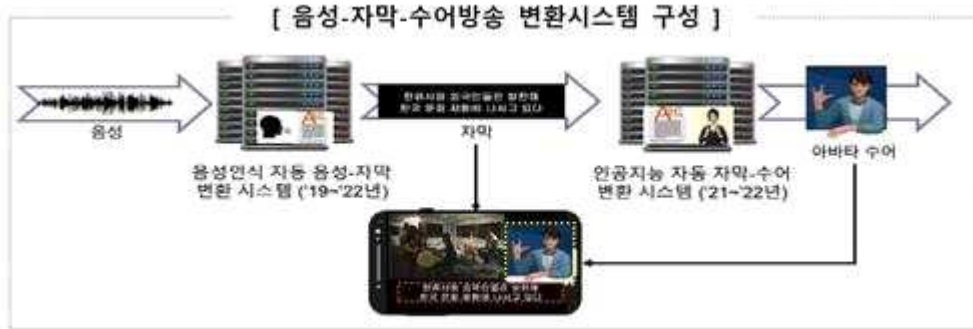 [ 음성-자막-수어방송 변환시스템 구성 ]
음성
자막
아바타 수어
음성인식 자동 음성-자막
변환 시스템 ('19~'22년)
인공지능 자동 자막-수어
변환 시스템 ('21~'22년)